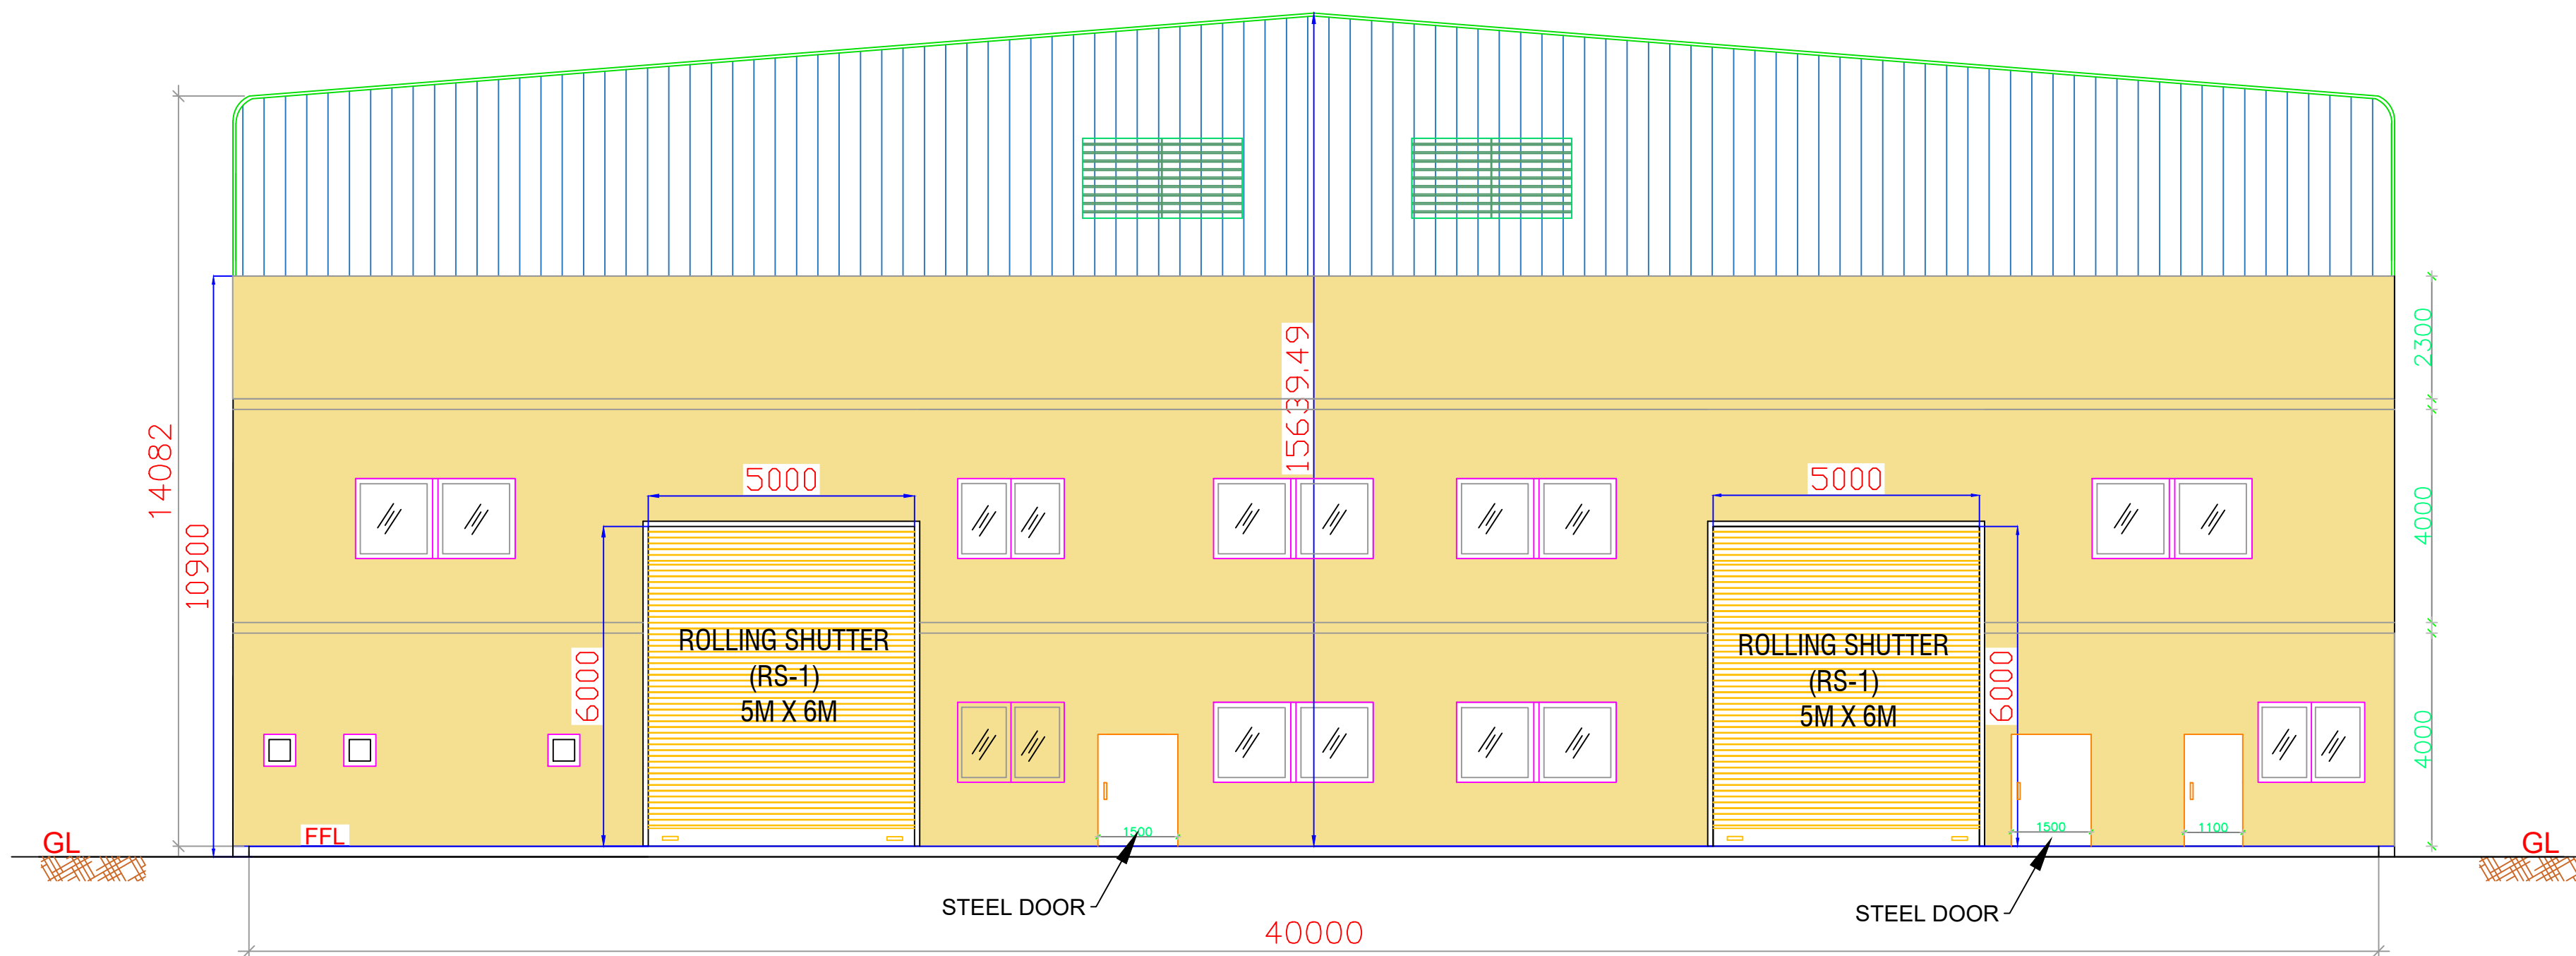 15639,49
14082
10900
2300
4000
4000
5000
5000
6000
6000
ROLLING SHUTTER
(RS-1)
5M X 6M
ROLLING SHUTTER
(RS-1)
5M X 6M
1500
1500
1100
FFL
GL
GL
STEEL DOOR
STEEL DOOR
40000